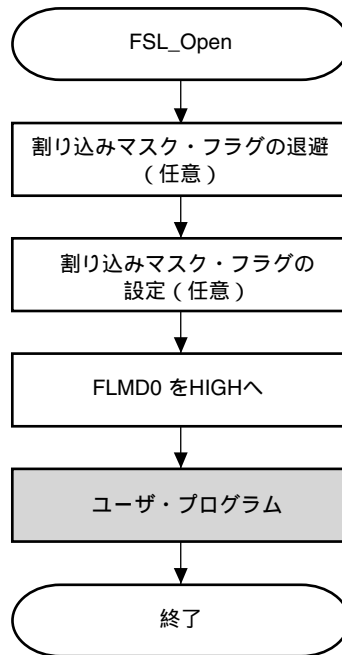 FSL_Open
割り込みマスク・フラグの退避
（任意）
割り込みマスク・フラグの
設定（任意）
FLMD0 をHIGHへ
ユーザ・プログラム
終了